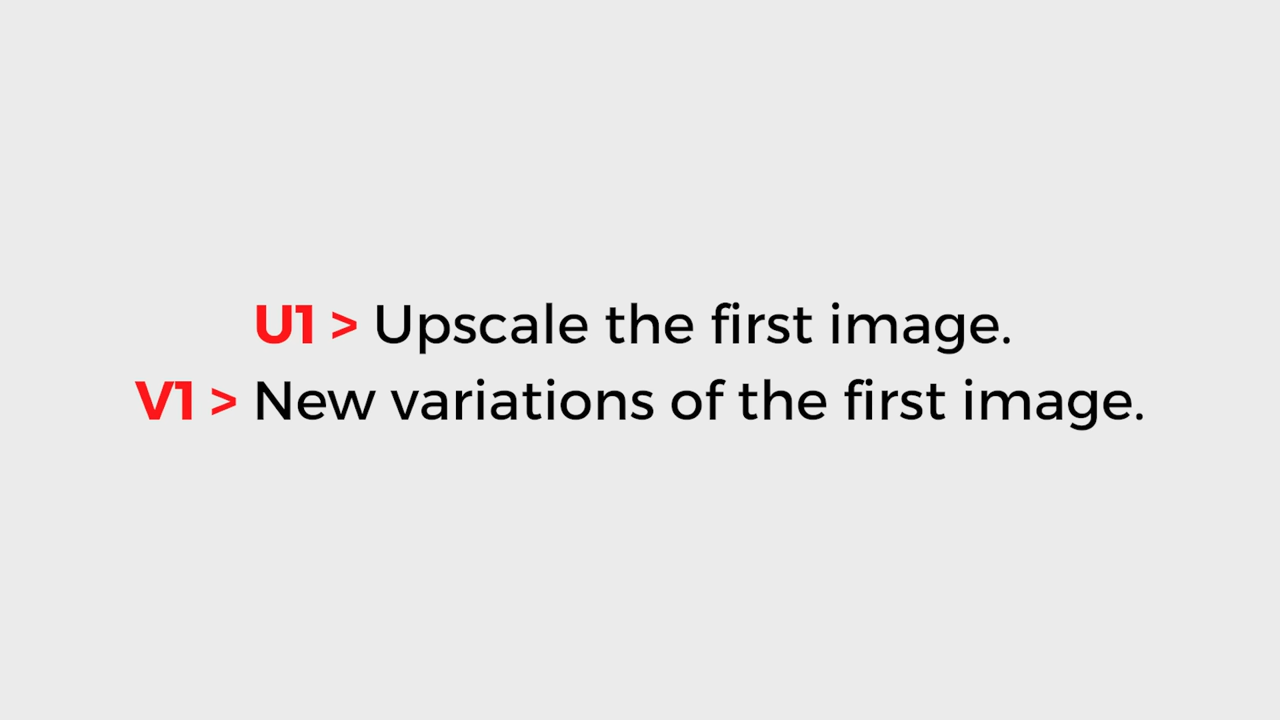 U1 > Upscale the first image.
V1 > New variations of the first image.